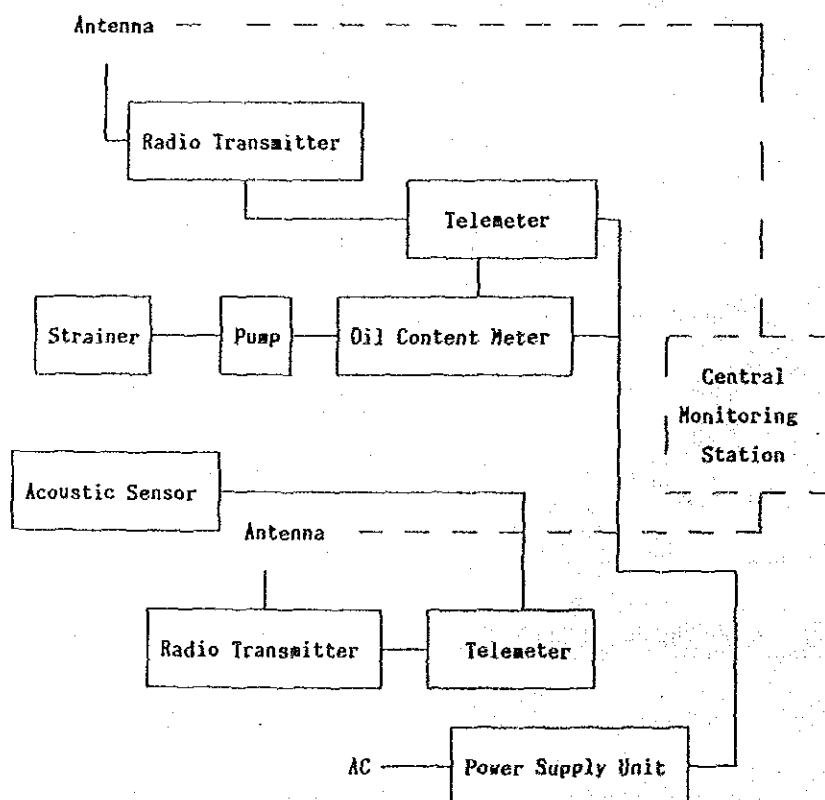 Antenna
Radio Transmitter
Telemeter
Strainer
Pump
Oil Content Meter
Central
Monitoring
Station
Acoustic Sensor
Antenna
Radio Transmitter
Telemeter
AC
Power Supply Unit